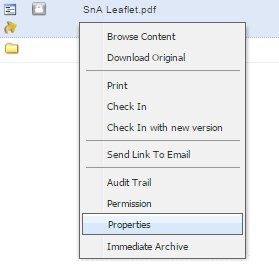 SnA Leaflet.pdf
Browse Content
Download Original
Print
Check In
Check In with new version
Send Link To Email
Audit Trail
Permission
Properties
Immediate Archive